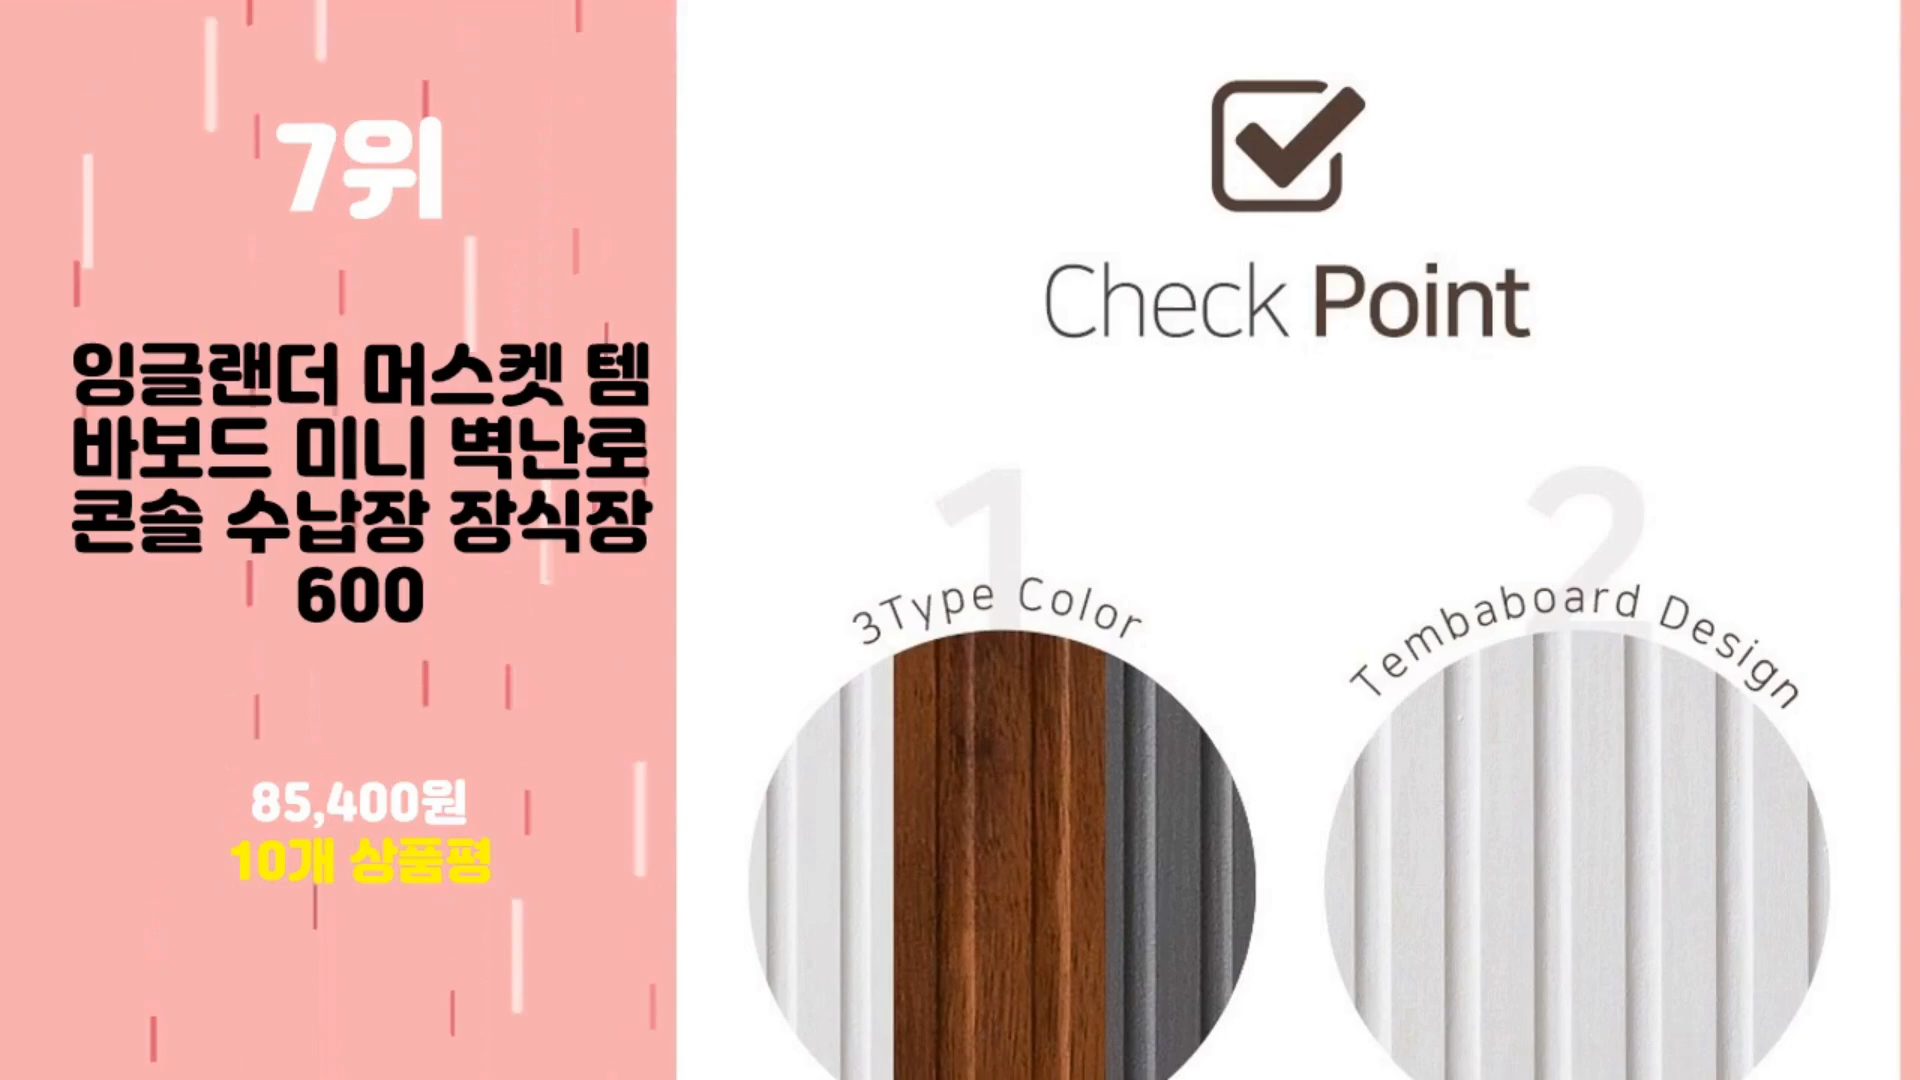 7위
잉글랜더 머스켓 템
바보드 미니 벽난로
콘솔 수납장 장식장
600
85,400원
10개 상품평
Check Point
1
3Type Color
2
Tembaboard Design